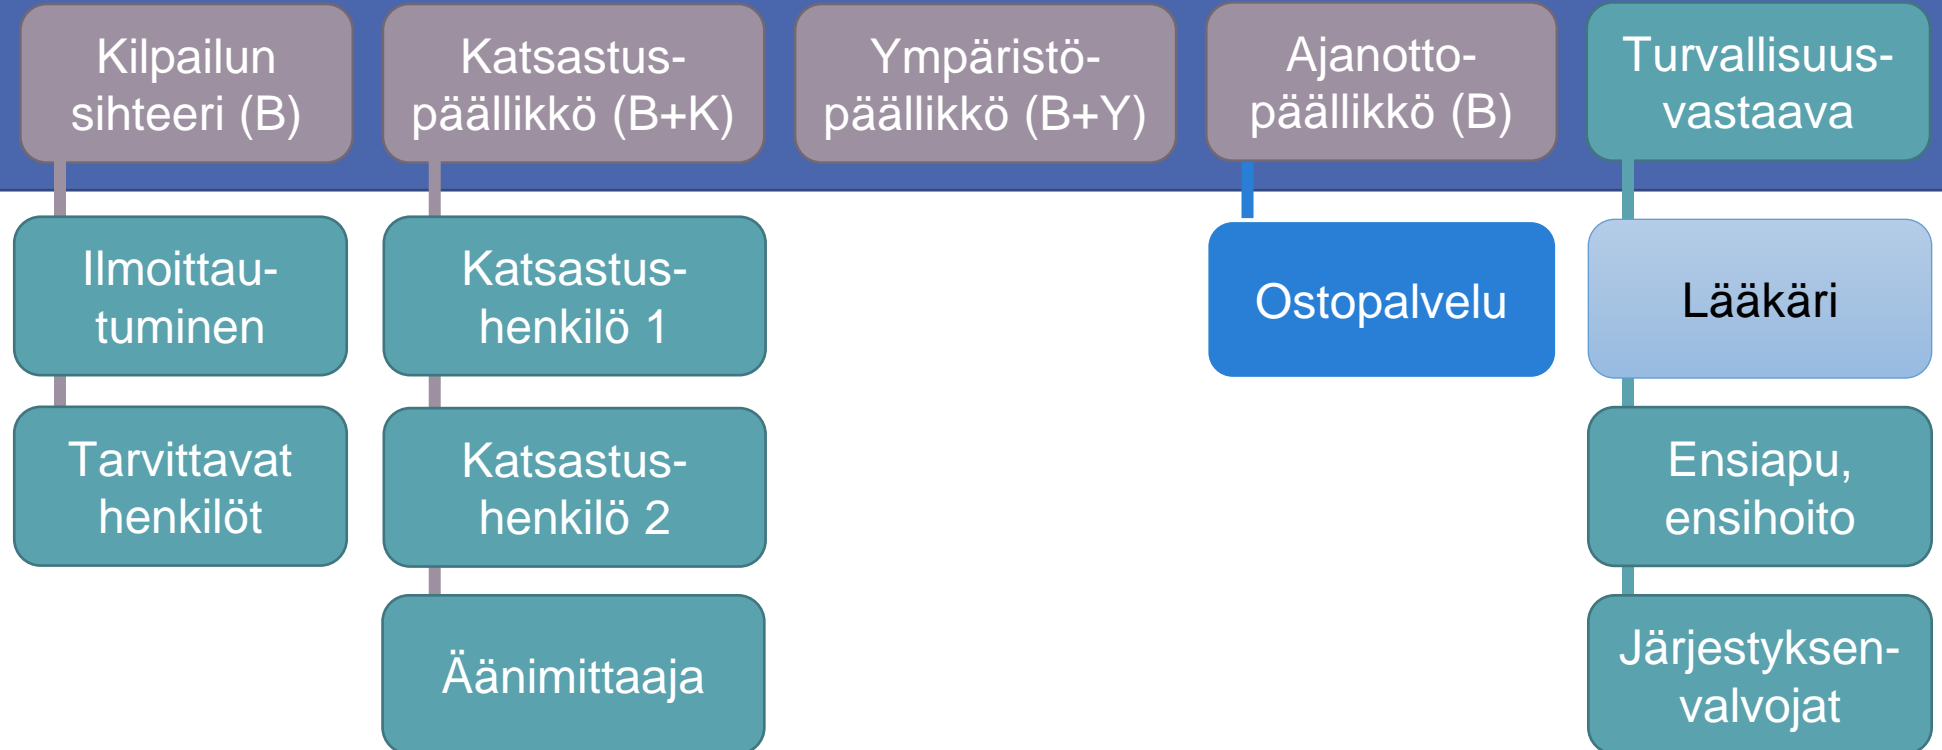 Kilpailun
sihteeri (B)
Katsastus-
päällikkö (B+K)
Ympäristö-
päällikkö (B+Y)
Ajanotto-
päällikkö (B)
Turvallisuus-
vastaava
Ilmoittau-
tuminen
Katsastus-
henkilö 1
Ostopalvelu
Lääkäri
Tarvittavat
henkilöt
Katsastus-
henkilö 2
Ensiapu,
ensihoito
Äänimittaaja
Järjestyksen-
valvojat